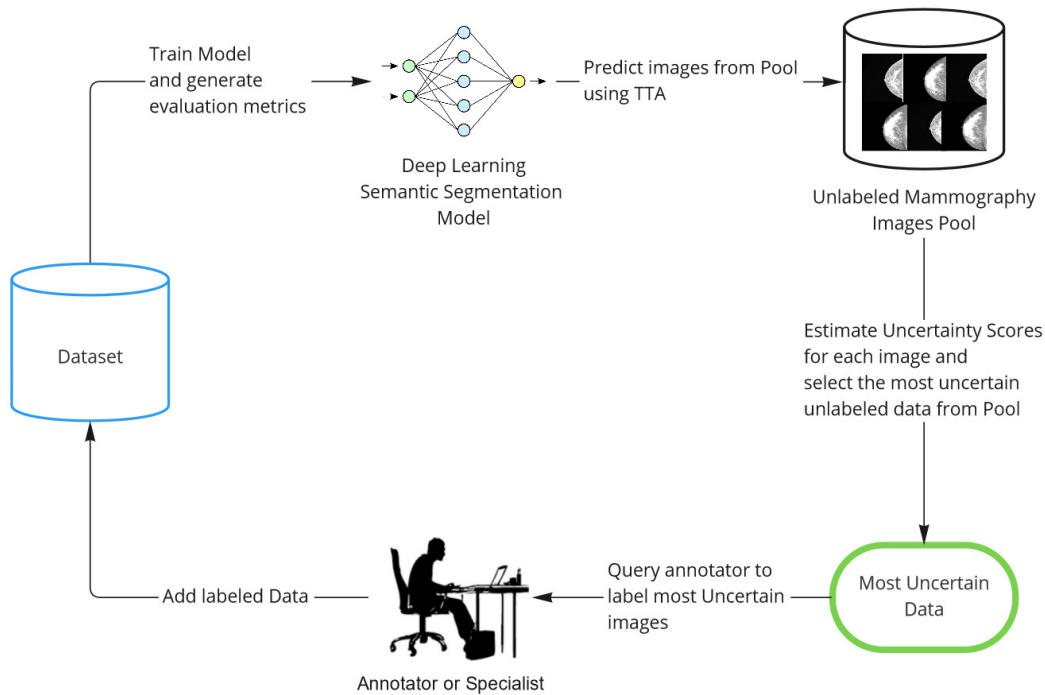 Train Model
and generate
evaluation metrics
Deep Learning
Semantic Segmentation
Model
Predict images from Pool
using TTA
Unlabeled Mammography
Images Pool
Estimate Uncertainty Scores
for each image and
select the most uncertain
unlabeled data from Pool
Most Uncertain
Data
Query annotator to
label most Uncertain
images
Annotator or Specialist
Add labeled Data
Dataset